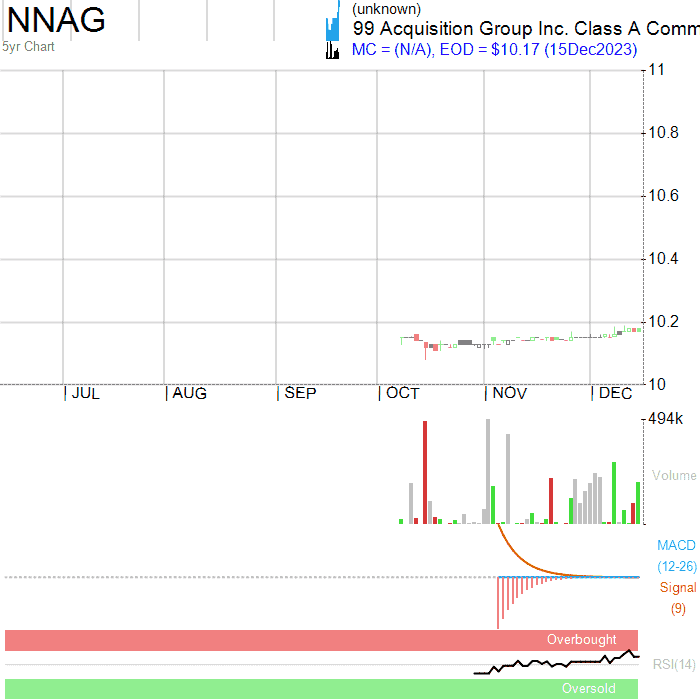 NNAG
5yr Chart
(unknown)
99 Acquisition Group Inc. Class A Comm
MC = (N/A), EOD = $10.17 (15Dec2023)
11
10.8
10.6
10.4
10.2
10
JUL AUG SEP OCT NOV DEC
494k
Volume
MACD
(12-26)
Signal
(9)
Overbought
RSI(14)
Oversold